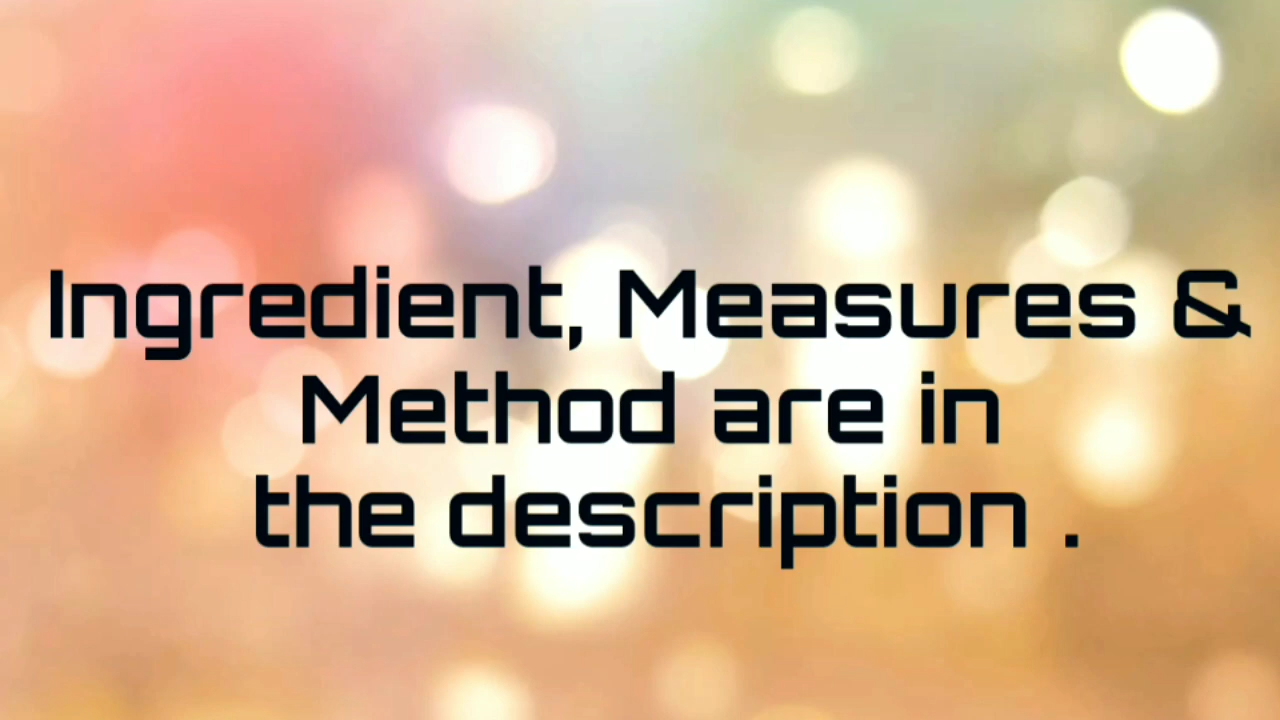 Ingredient, Measures &
Method are in
the description .